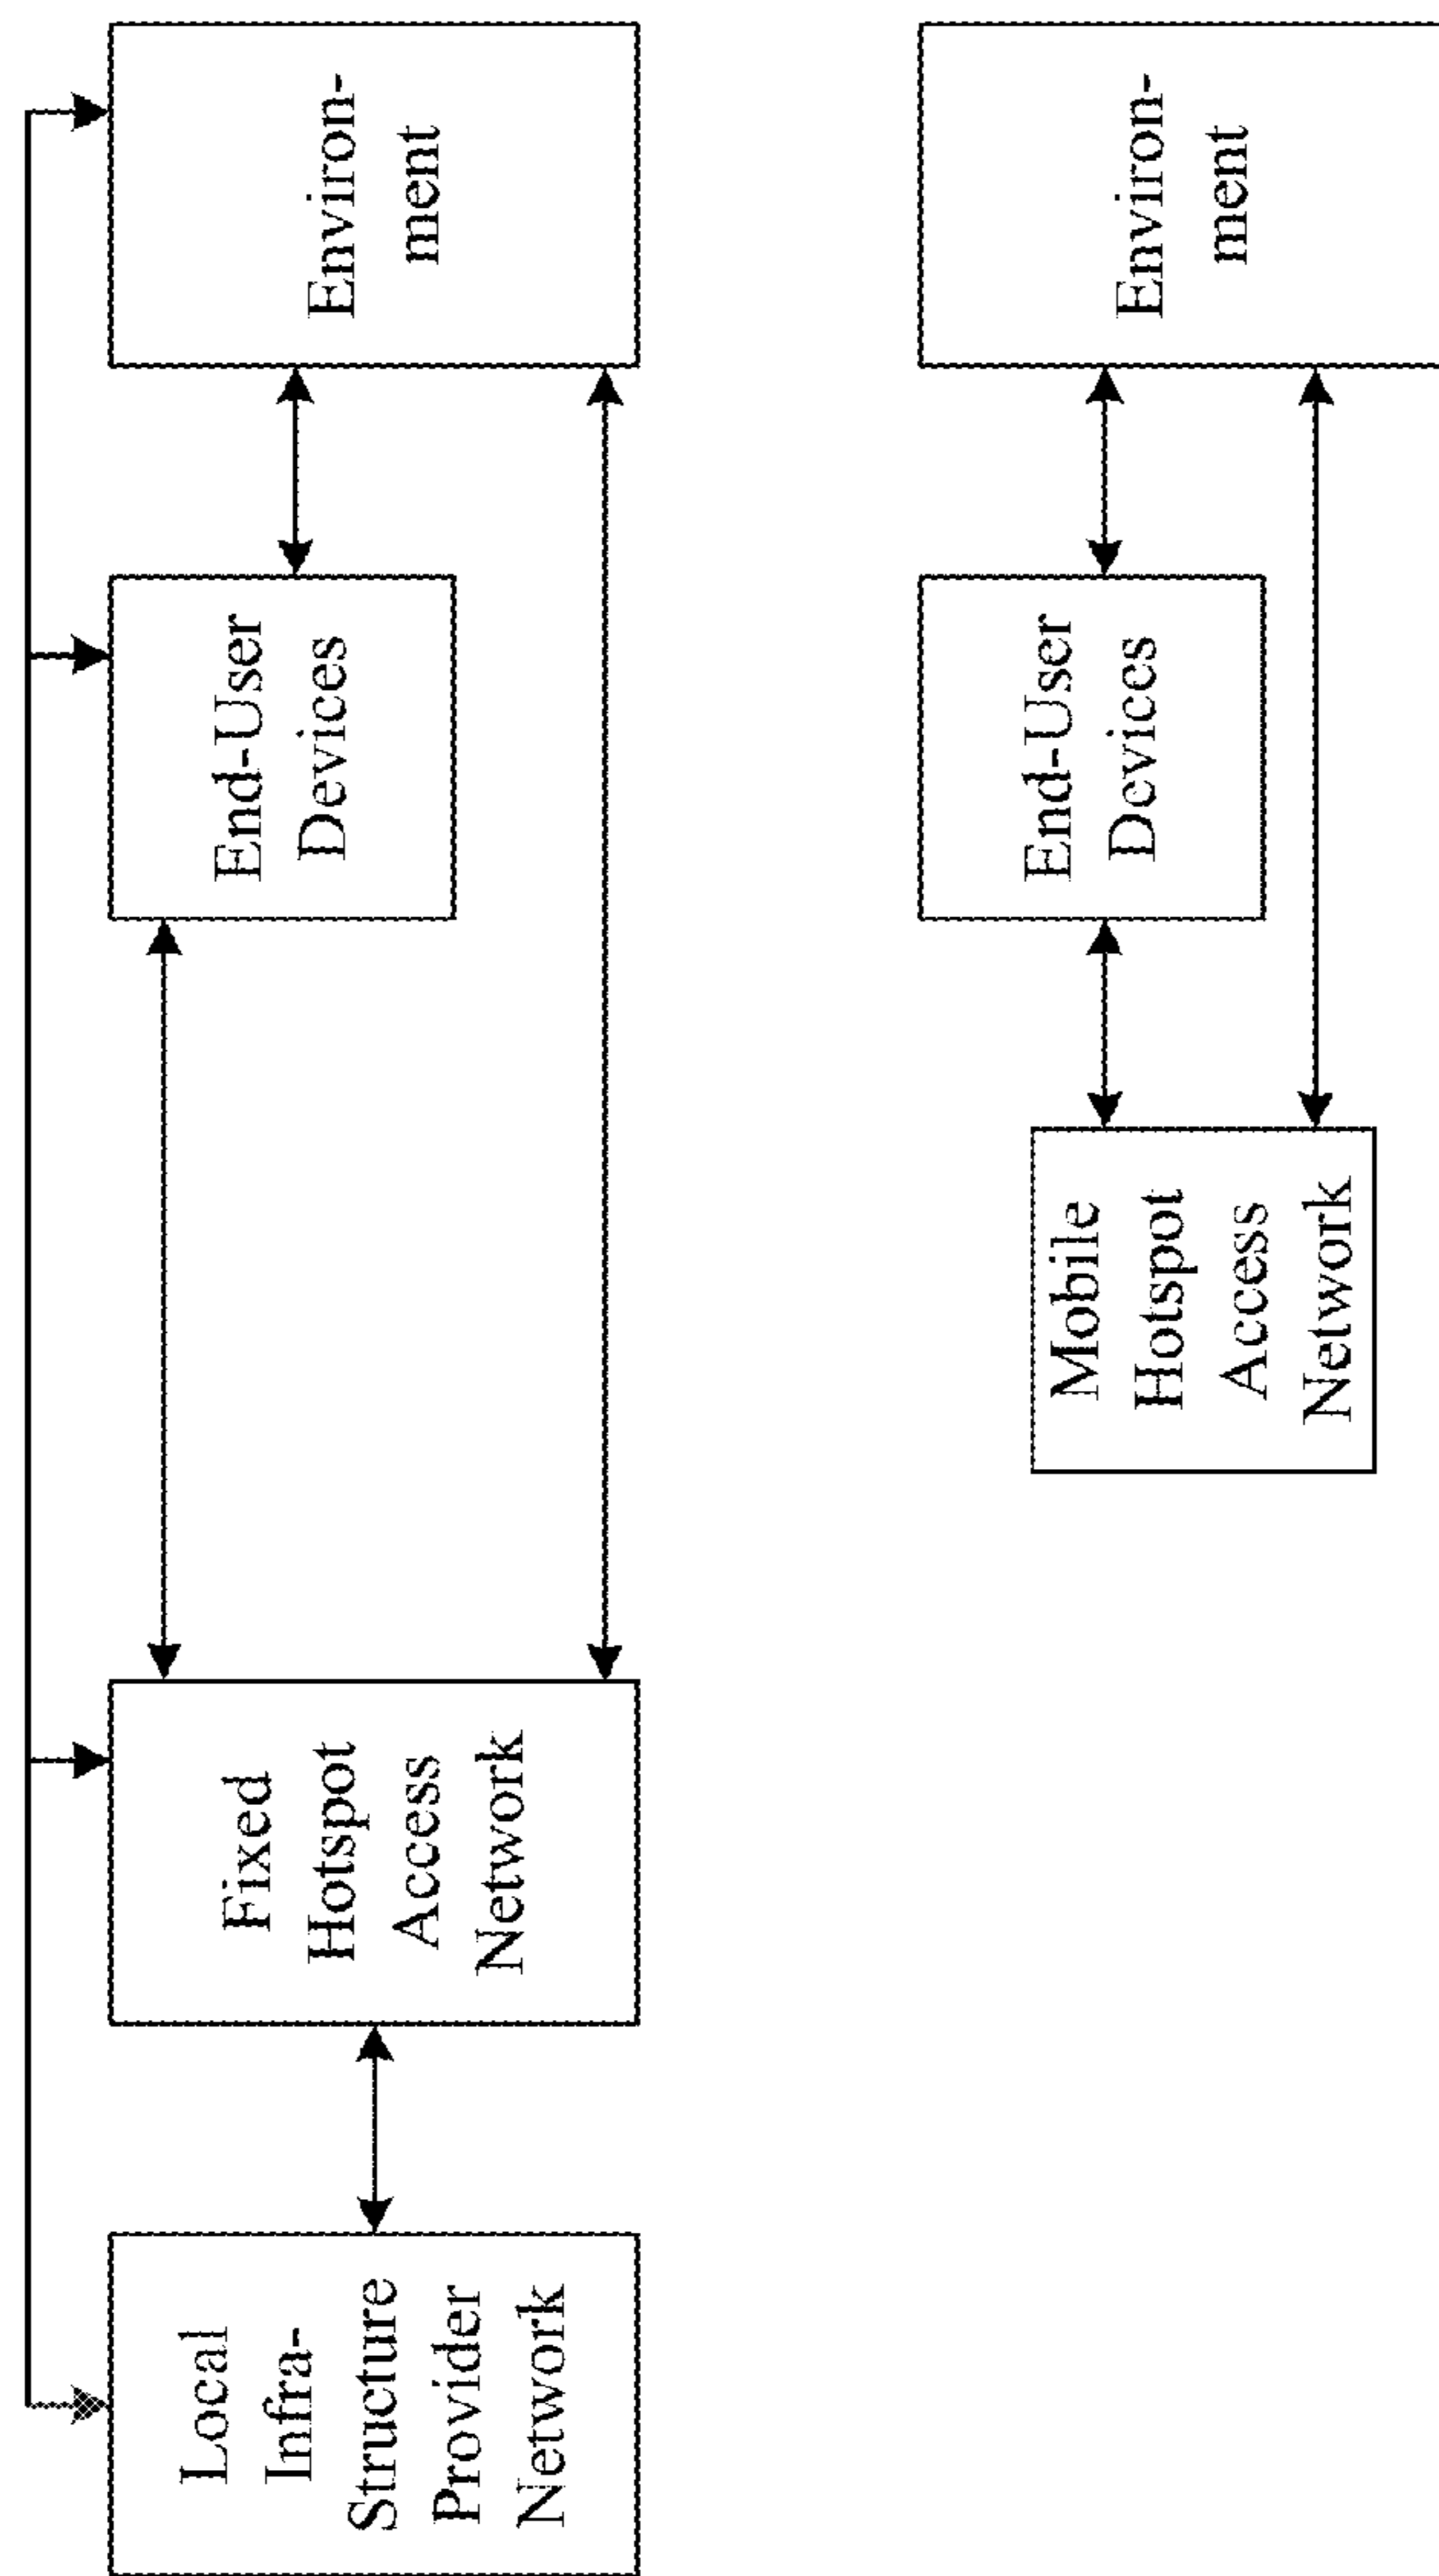 Environ-
ment
End-User
Devices
Fixed
Hotspot
Access
Network
Local
Infra-
Structure
Provider
Network
Environ-
ment
End-User
Devices
Mobile
Hotspot
Access
Network